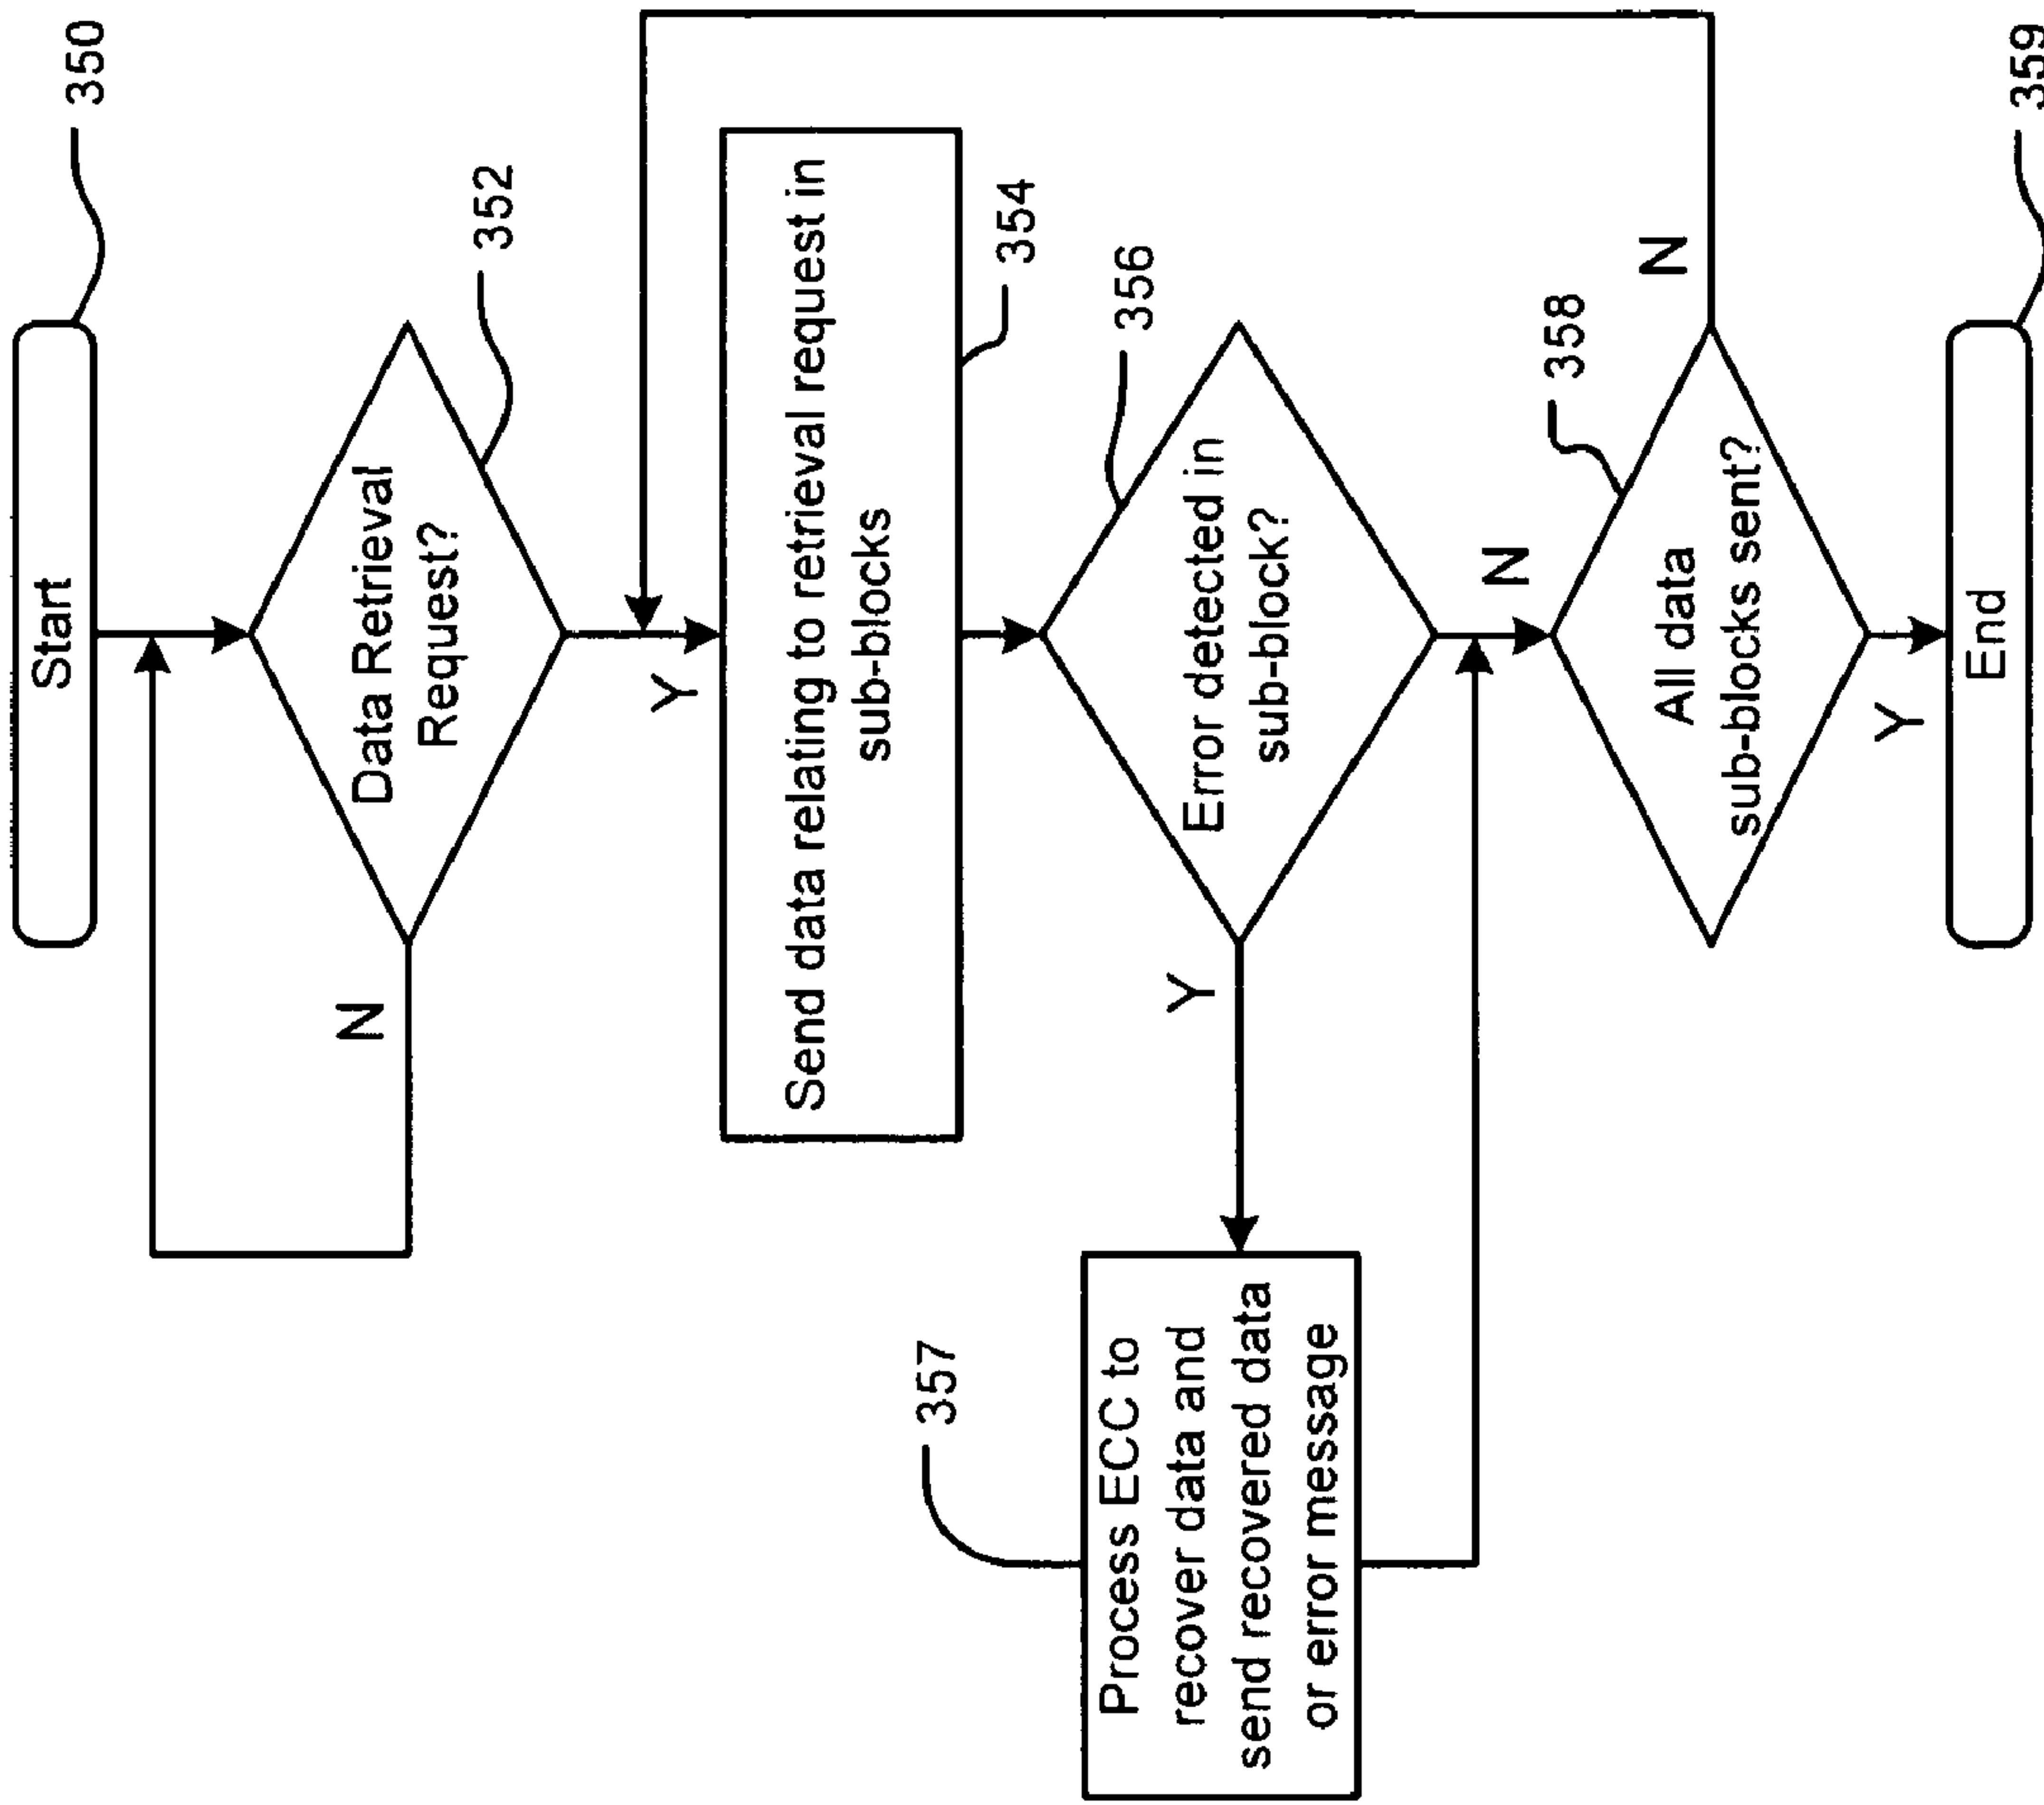 Start
350
Data Retrieval
Request?
352
N
Y
Send data relating to retrieval request in
sub-blocks
354
Error detected in
sub-block?
356
Y
N
Process ECC to
recover data and
send recovered data
or error message
357
All data
sub-blocks sent?
358
N
Y
End
359